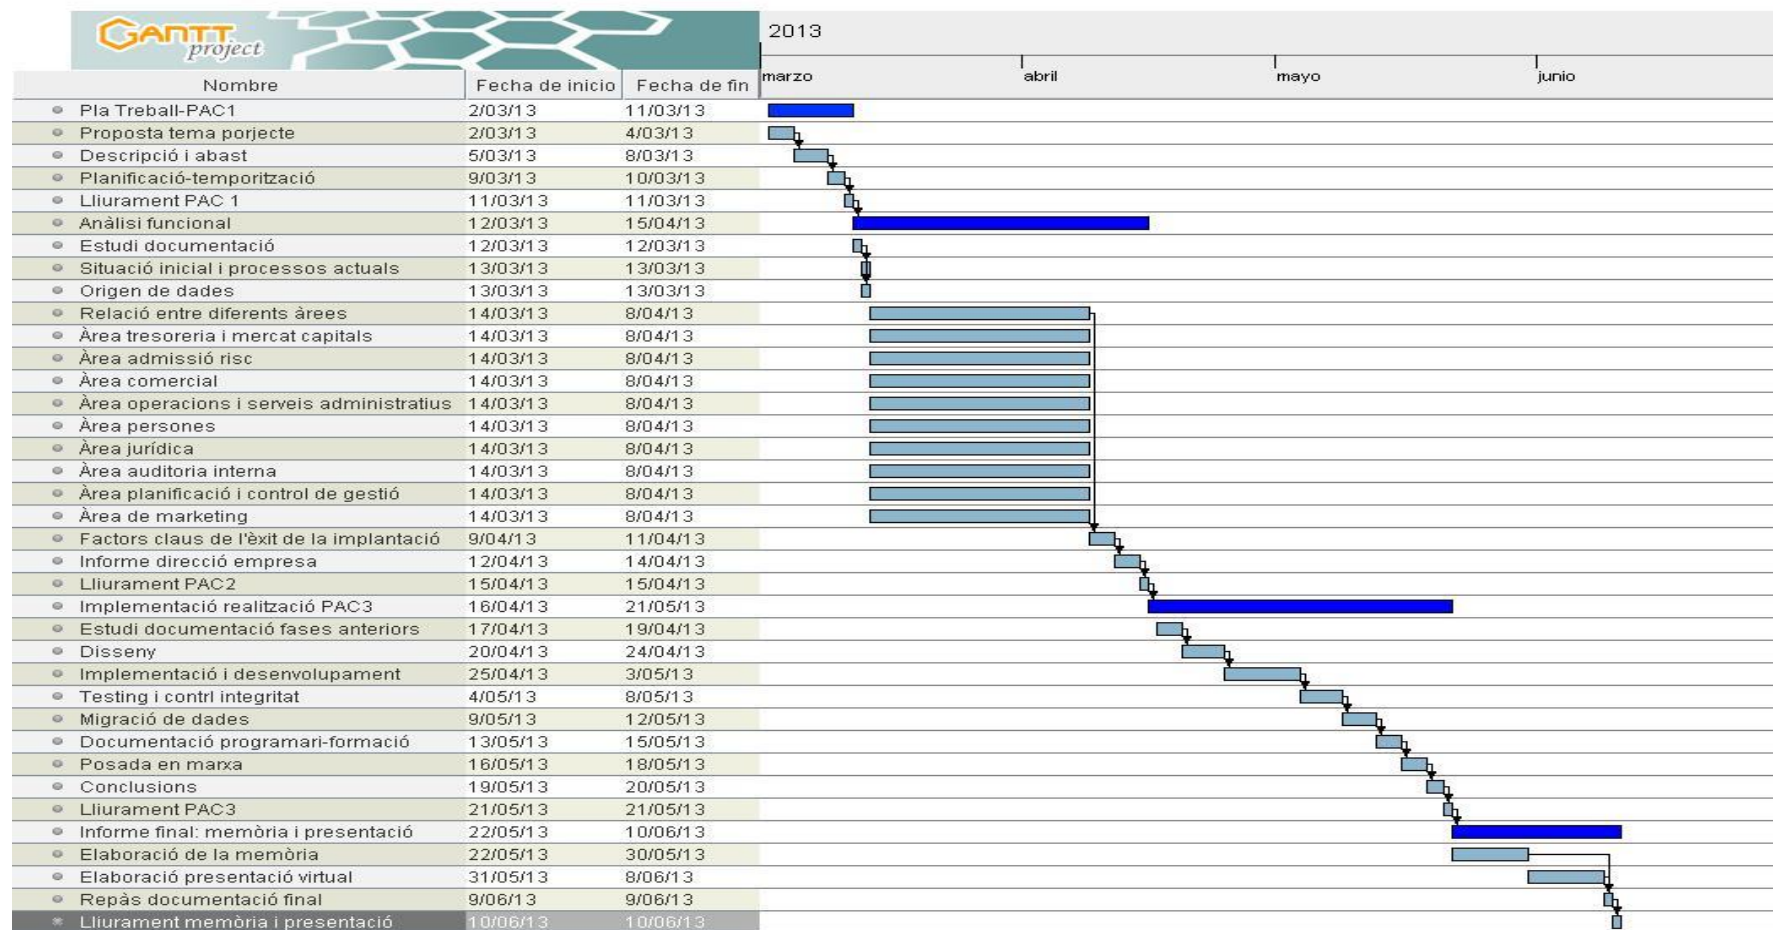 GANTT
project
2013
marzo abril mayo junio
Nombre Fecha de inicio Fecha de fin
Pla Treball-PAC1 2/03/13 11/03/13
Proposta tema porjecte 2/03/13 4/03/13
Descripció i abast 5/03/13 8/03/13
Planificació-temporització 9/03/13 10/03/13
Lliurament PAC 1 11/03/13 11/03/13
Anàlisi funcional 12/03/13 15/04/13
Estudi documentació 12/03/13 12/03/13
Situació inicial i processos actuals 13/03/13 13/03/13
Origen de dades 13/03/13 13/03/13
Relació entre diferents àrees 14/03/13 8/04/13
Àrea tresoreria i mercat capitals 14/03/13 8/04/13
Àrea admissió risc 14/03/13 8/04/13
Àrea comercial 14/03/13 8/04/13
Àrea operacions i serveis administratius 14/03/13 8/04/13
Àrea persones 14/03/13 8/04/13
Àrea jurídica 14/03/13 8/04/13
Àrea auditoria interna 14/03/13 8/04/13
Àrea planificació i control de gestió 14/03/13 8/04/13
Àrea de marketing 14/03/13 8/04/13
Factors claus de l'èxit de la implantació 9/04/13 11/04/13
Informe direcció empresa 12/04/13 14/04/13
Lliurament PAC2 15/04/13 15/04/13
Implementació realització PAC3 16/04/13 21/05/13
Estudi documentació fases anteriors 17/04/13 19/04/13
Disseny 20/04/13 24/04/13
Implementació i desenvolupament 25/04/13 3/05/13
Testing i contrl integritat 4/05/13 8/05/13
Migració de dades 9/05/13 12/05/13
Documentació programari-formació 13/05/13 15/05/13
Posada en marxa 16/05/13 18/05/13
Conclusions 19/05/13 20/05/13
Lliurament PAC3 21/05/13 21/05/13
Informe final: memòria i presentació 22/05/13 10/06/13
Elaboració de la memòria 22/05/13 30/05/13
Elaboració presentació virtual 31/05/13 8/06/13
Repàs documentació final 9/06/13 9/06/13
Lliurament memòria i presentació 10/06/13 10/06/13